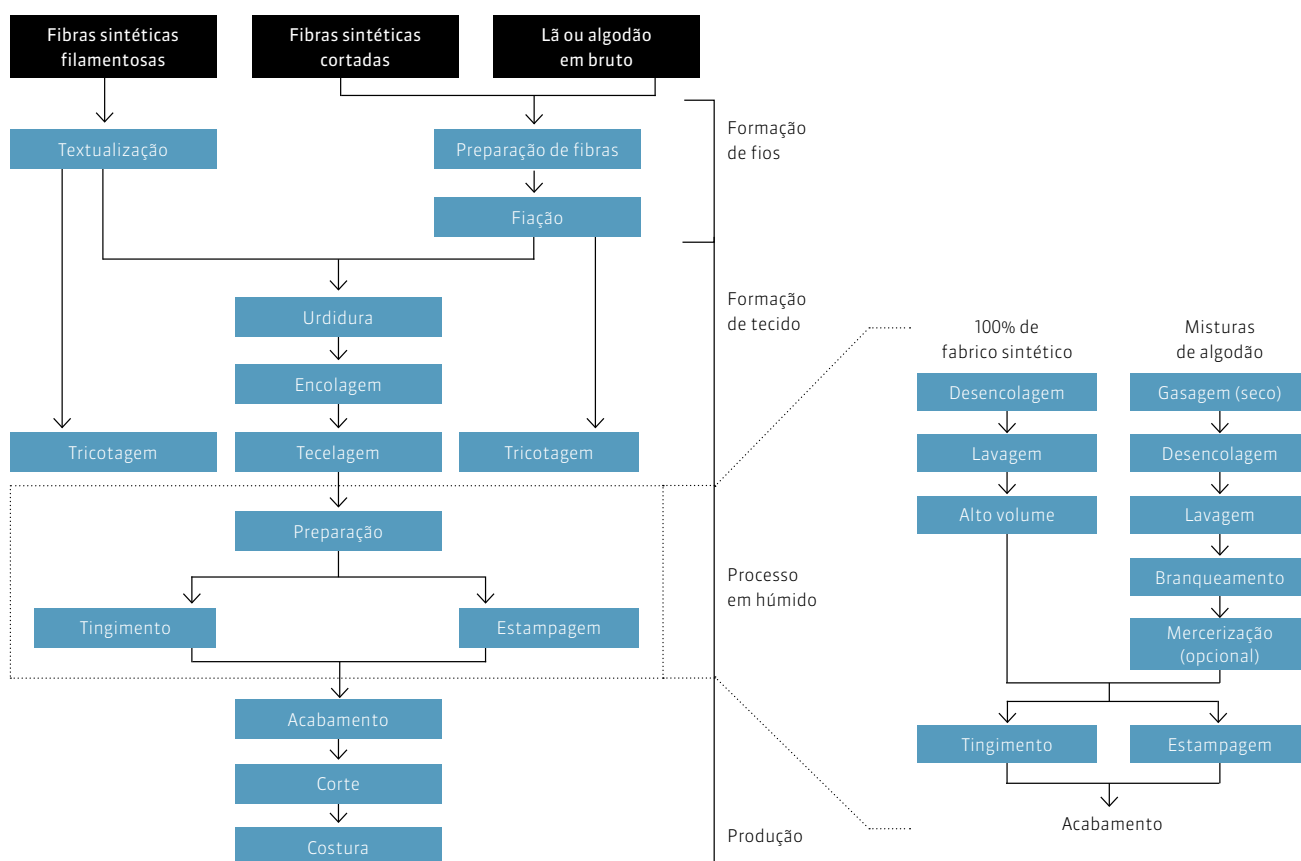 Fibras sintéticas
filamentosas
Fibras sintéticas
cortadas
Lã ou algodão
em bruto
Textualização
Preparação de fibras
Fiação
Formação
de fios
Urdidura
Encolagem
Tricotagem
Tecelagem
Tricotagem
Formação
de tecido
Preparação
Tingimento
Estampagem
Processo
em húmido
Acabamento
Corte
Costura
Produção
100% de
fabrico sintético
Desencolagem
Lavagem
Alto volume
Misturas
de algodão
Gasagem (seco)
Desencolagem
Lavagem
Branqueamento
Mercerização
(opcional)
Tingimento
Estampagem
Acabamento